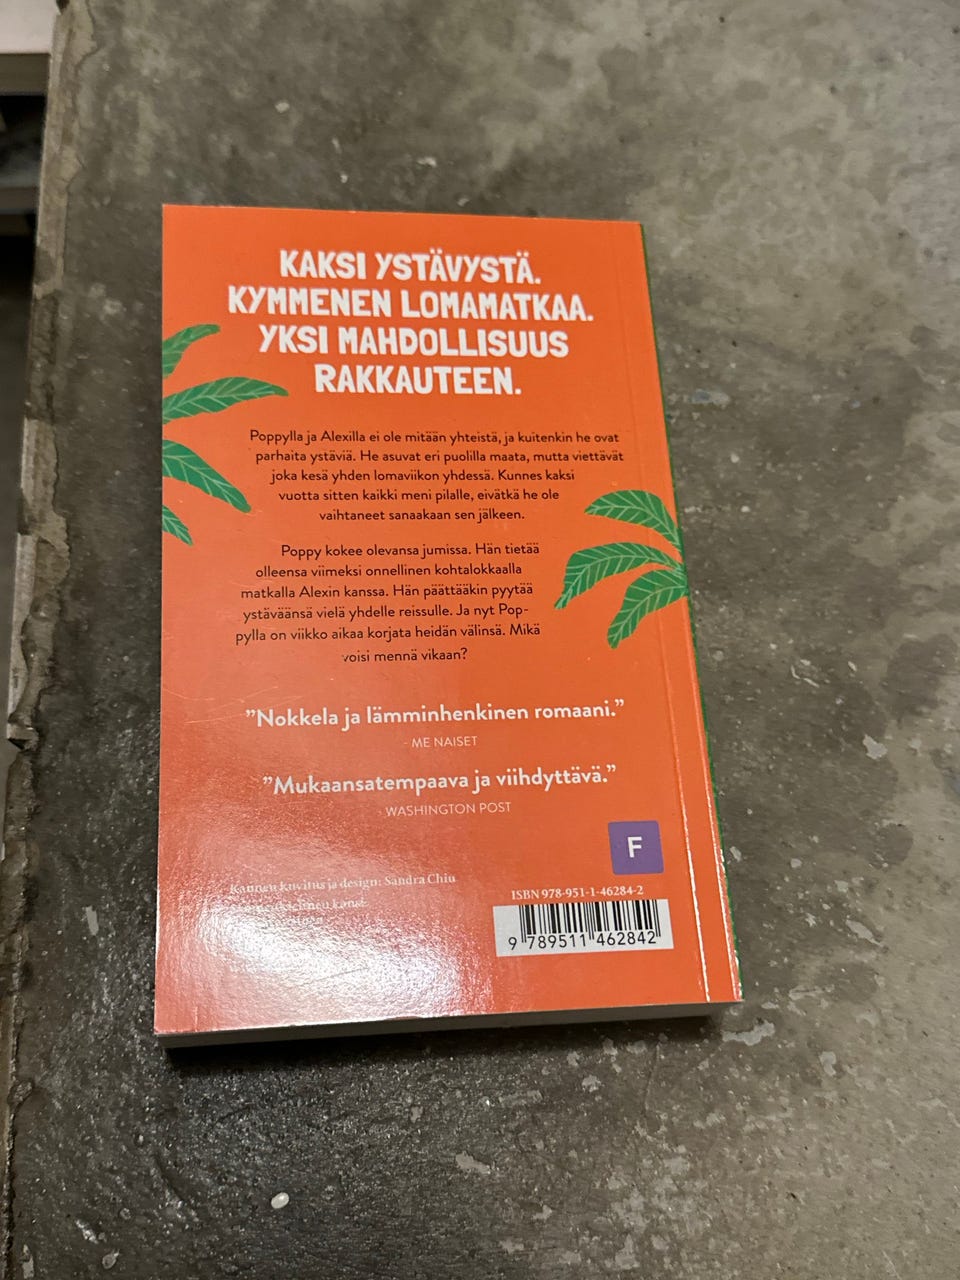 KAKSI YSTÄVYSTÄ.
KYMMENEN LOMAMATKAA.
YKSI MAHDOLLISUUS
RAKKAUTEEN.
Poppylla ja Alexilla ei ole mitään yhteistä, ja kuitenkin he ovat
parhaita ystäviä. He asuvat eri puolilla maata, mutta viettävät
joka kesä yhden lomaviikon yhdessä. Kunnes kaksi
vuotta sitten kaikki meni pilalle, eivätkä he ole
vaihtaneet sanaakaan sen jälkeen.
Poppy kokee olevansa jumissa. Hän tietää
olleensa viimeksi onnellinen kohtalokkaalla
matkalla Alexin kanssa. Hän päättääkin pyytää
ystäväänsä vielä yhdelle reissulle. Ja nyt Pop-
pylla on viikko aikaa korjata heidän välinsä. Mikä
voisi mennä vikaan?
"Nokkela ja lämminhenkinen romaani."
- ME NAISET
"Mukaansatempaava ja viihdyttävä."
- WASHINGTON POST
F
Kannen kuvitus ja design: Sandra Chiu
ISBN 978-951-1-46284-2
9 789511 462842